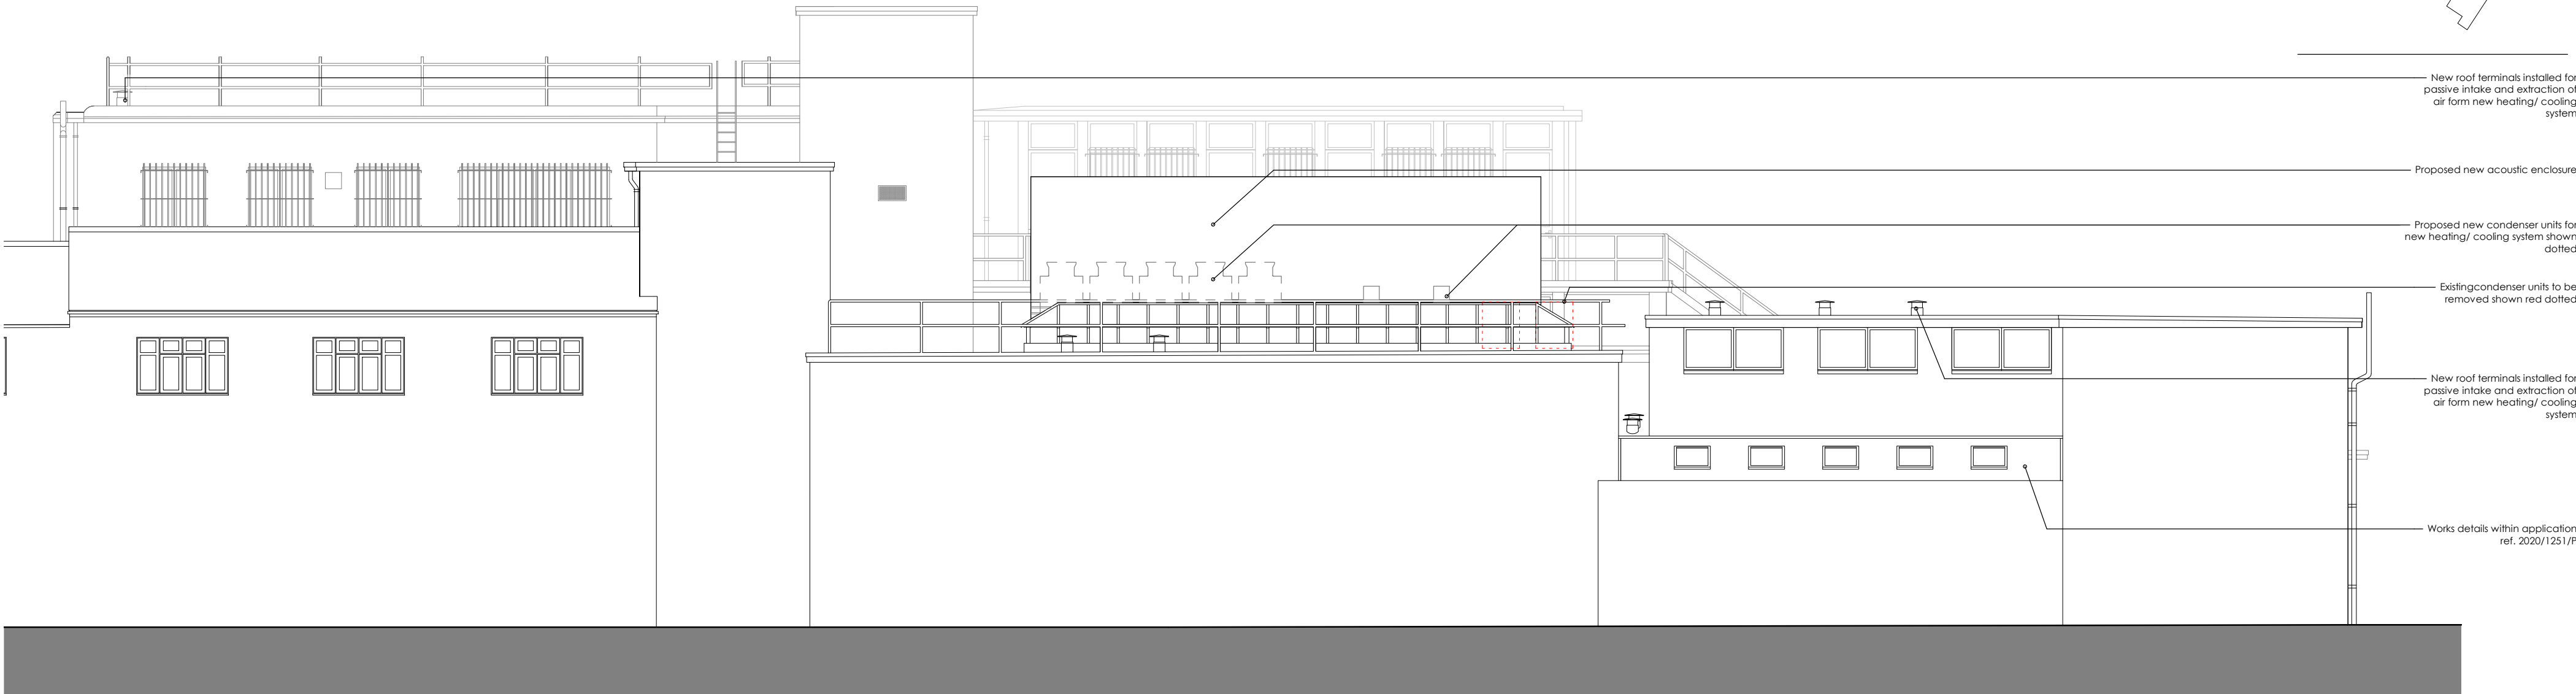 New roof terminals installed for
passive intake and extraction of
air form new heating/ cooling
system
Proposed new acoustic enclosure
Proposed new condenser units for
new heating/ cooling system shown
dotted
Existingcondenser units to be
removed shown red dotted
New roof terminals installed for
passive intake and extraction of
air form new heating/ cooling
system
Works details within application
ref. 2020/1251/P